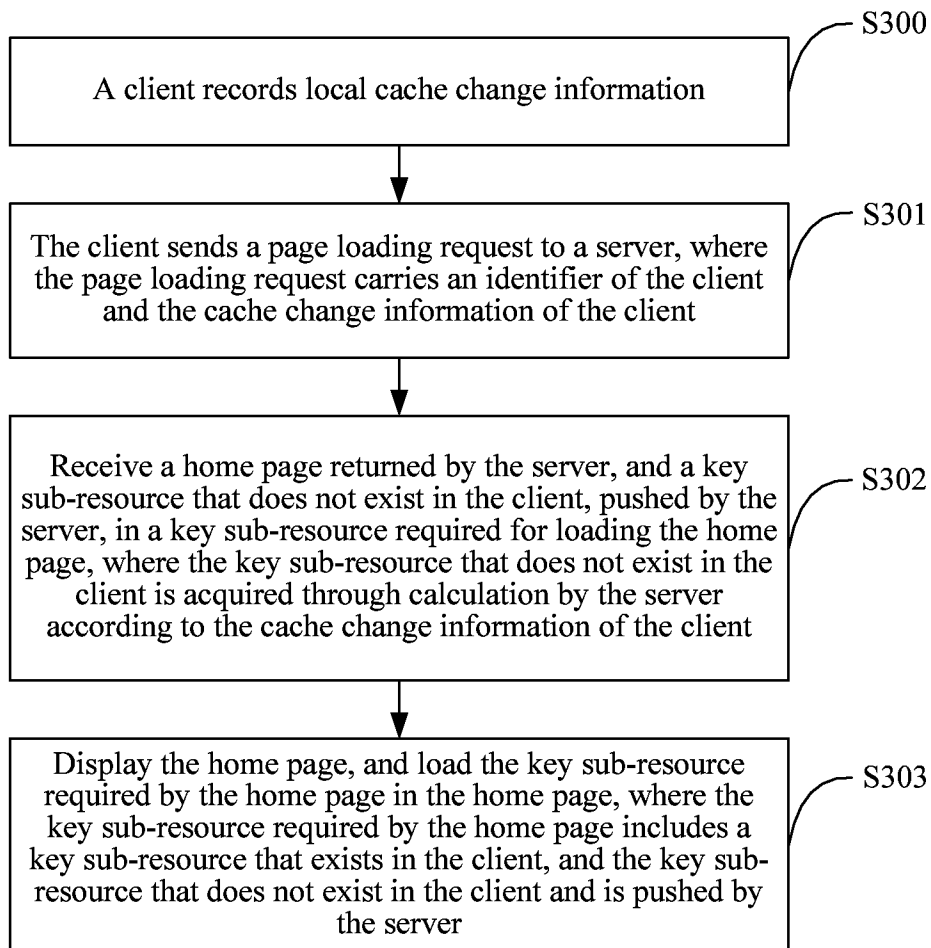 S300
A client records local cache change information
S301
The client sends a page loading request to a server, where
the page loading request carries an identifier of the client
and the cache change information of the client
Receive a home page returned by the server, and a key
sub-resource that does not exist in the client, pushed by the
server, in a key sub-resource required for loading the home
page, where the key sub-resource that does not exist in the
client is acquired through calculation by the server
according to the cache change information of the client
S302
Display the home page, and load the key sub-resource
required by the home page in the home page, where the
key sub-resource required by the home page includes a
key sub-resource that exists in the client, and the key sub-
resource that does not exist in the client and is pushed by
the server
S303